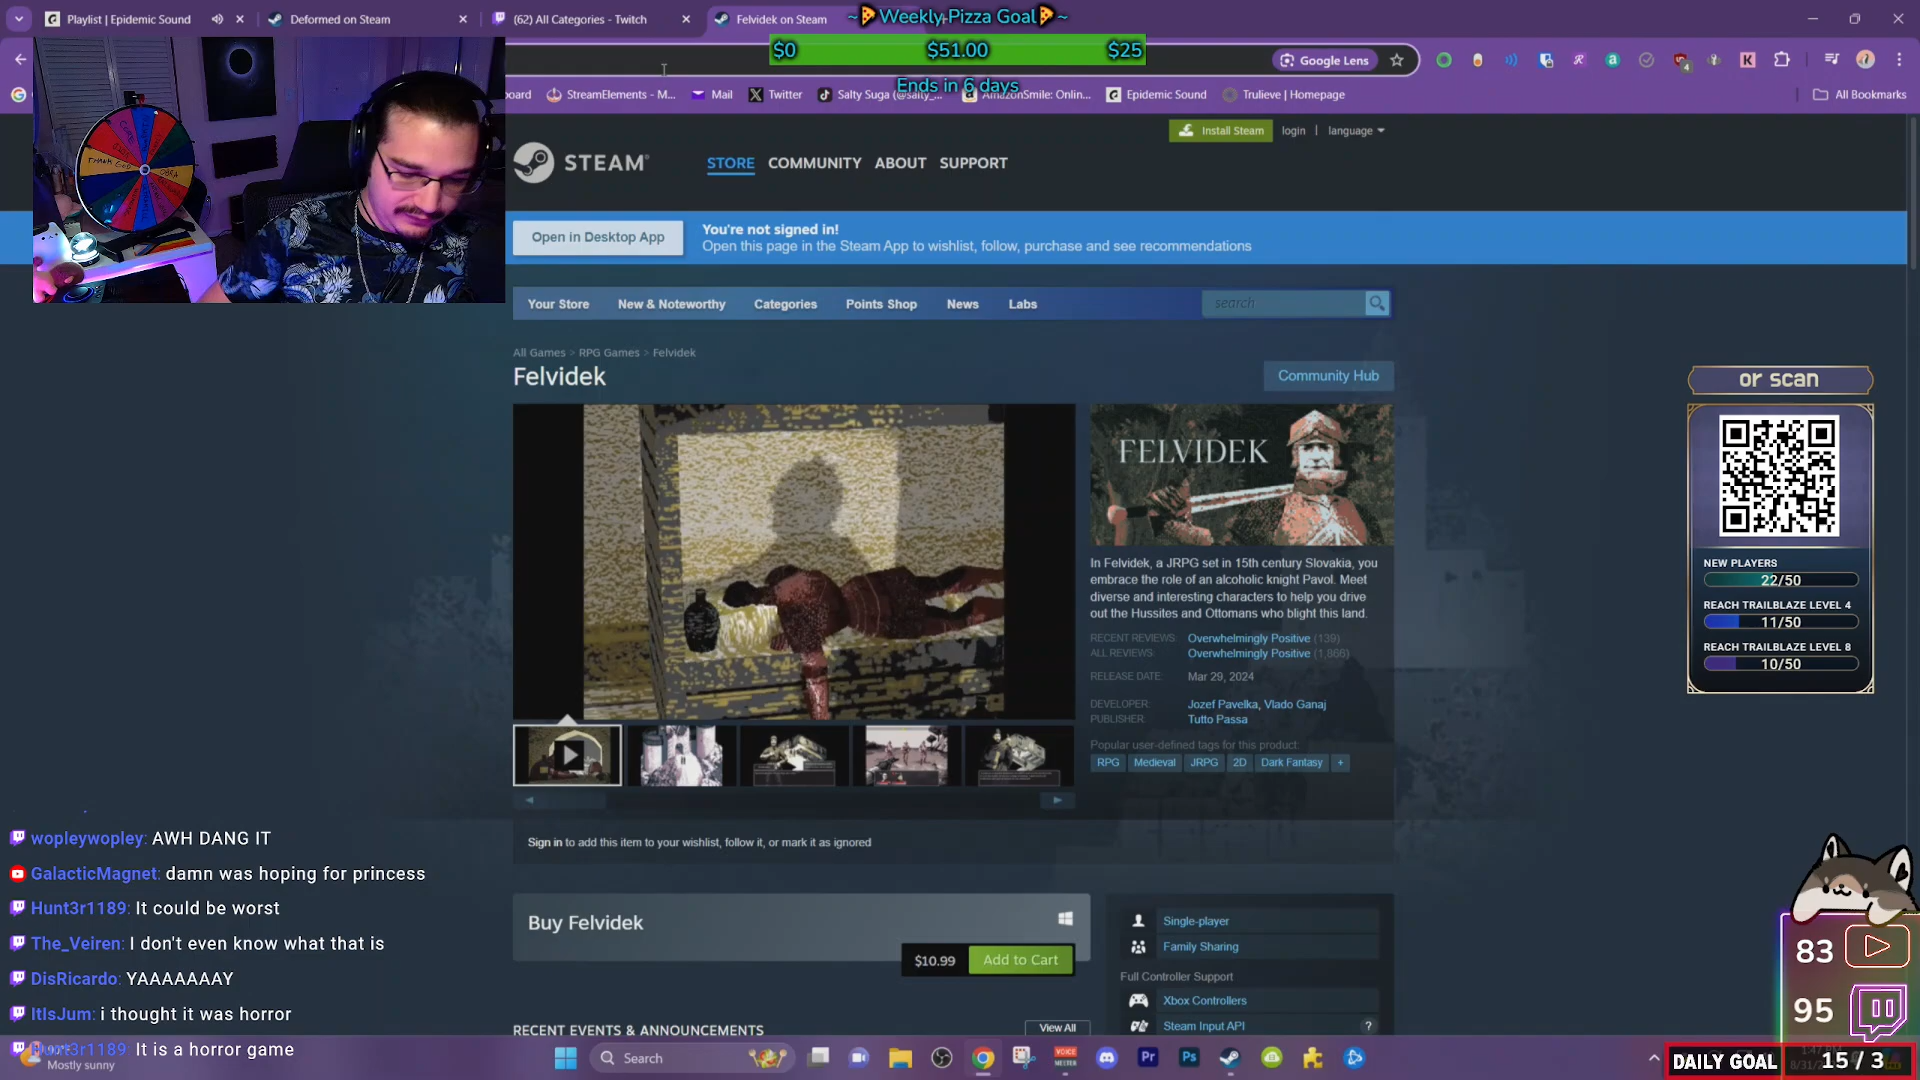 Playlist | Epidemic Sound
Deformed on Steam
(62) All Categories - Twitch
Felvidek on Steam
~🍕Weekly Pizza Goal🍕~
$0 $51.00 $25
Ends in 6 days
Google Lens
StreamElements - M...
Mail
Twitter
Salty Suga (@salty_...
AmazonSmile: Onlin...
Epidemic Sound
Trulieve | Homepage
All Bookmarks
Install Steam login | language
STEAM
STORE COMMUNITY ABOUT SUPPORT
Open in Desktop App
You're not signed in!
Open this page in the Steam App to wishlist, follow, purchase and see recommendations
Your Store New & Noteworthy Categories Points Shop News Labs search
All Games > RPG Games > Felvidek
Felvidek
Community Hub
FELVIDEK
In Felvidek, a JRPG set in 15th century Slovakia, you
embrace the role of an alcoholic knight Pavol. Meet
diverse and interesting characters to help you drive
out the Hussites and Ottomans who blight this land.
RECENT REVIEWS: Overwhelmingly Positive (139)
ALL REVIEWS: Overwhelmingly Positive (1,866)
RELEASE DATE: Mar 29, 2024
DEVELOPER: Jozef Pavelka, Vlado Ganaj
PUBLISHER: Tutto Passa
Popular user-defined tags for this product:
RPG Medieval JRPG 2D Dark Fantasy +
Sign in to add this item to your wishlist, follow it, or mark it as ignored
Buy Felvidek
$10.99 Add to Cart
RECENT EVENTS & ANNOUNCEMENTS
View All
Single-player
Family Sharing
Full Controller Support
Xbox Controllers
Steam Input API ?
or scan
NEW PLAYERS
22/50
REACH TRAILBLAZE LEVEL 4
11/50
REACH TRAILBLAZE LEVEL 8
10/50
wopleywopley: AWH DANG IT
GalacticMagnet: damn was hoping for princess
Hunt3r1189: It could be worst
The_Veiren: I don't even know what that is
DisRicardo: YAAAAAAAY
ItIsJum: i thought it was horror
Hunt3r1189: It is a horror game
Mostly sunny
Search
83
95
DAILY GOAL 15 / 3